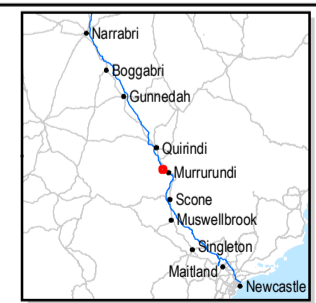 Narrabri
Boggabri
Gunnedah
Quirindi
Murrurundi
Scone
Muswellbrook
Singleton
Maitland
Newcastle